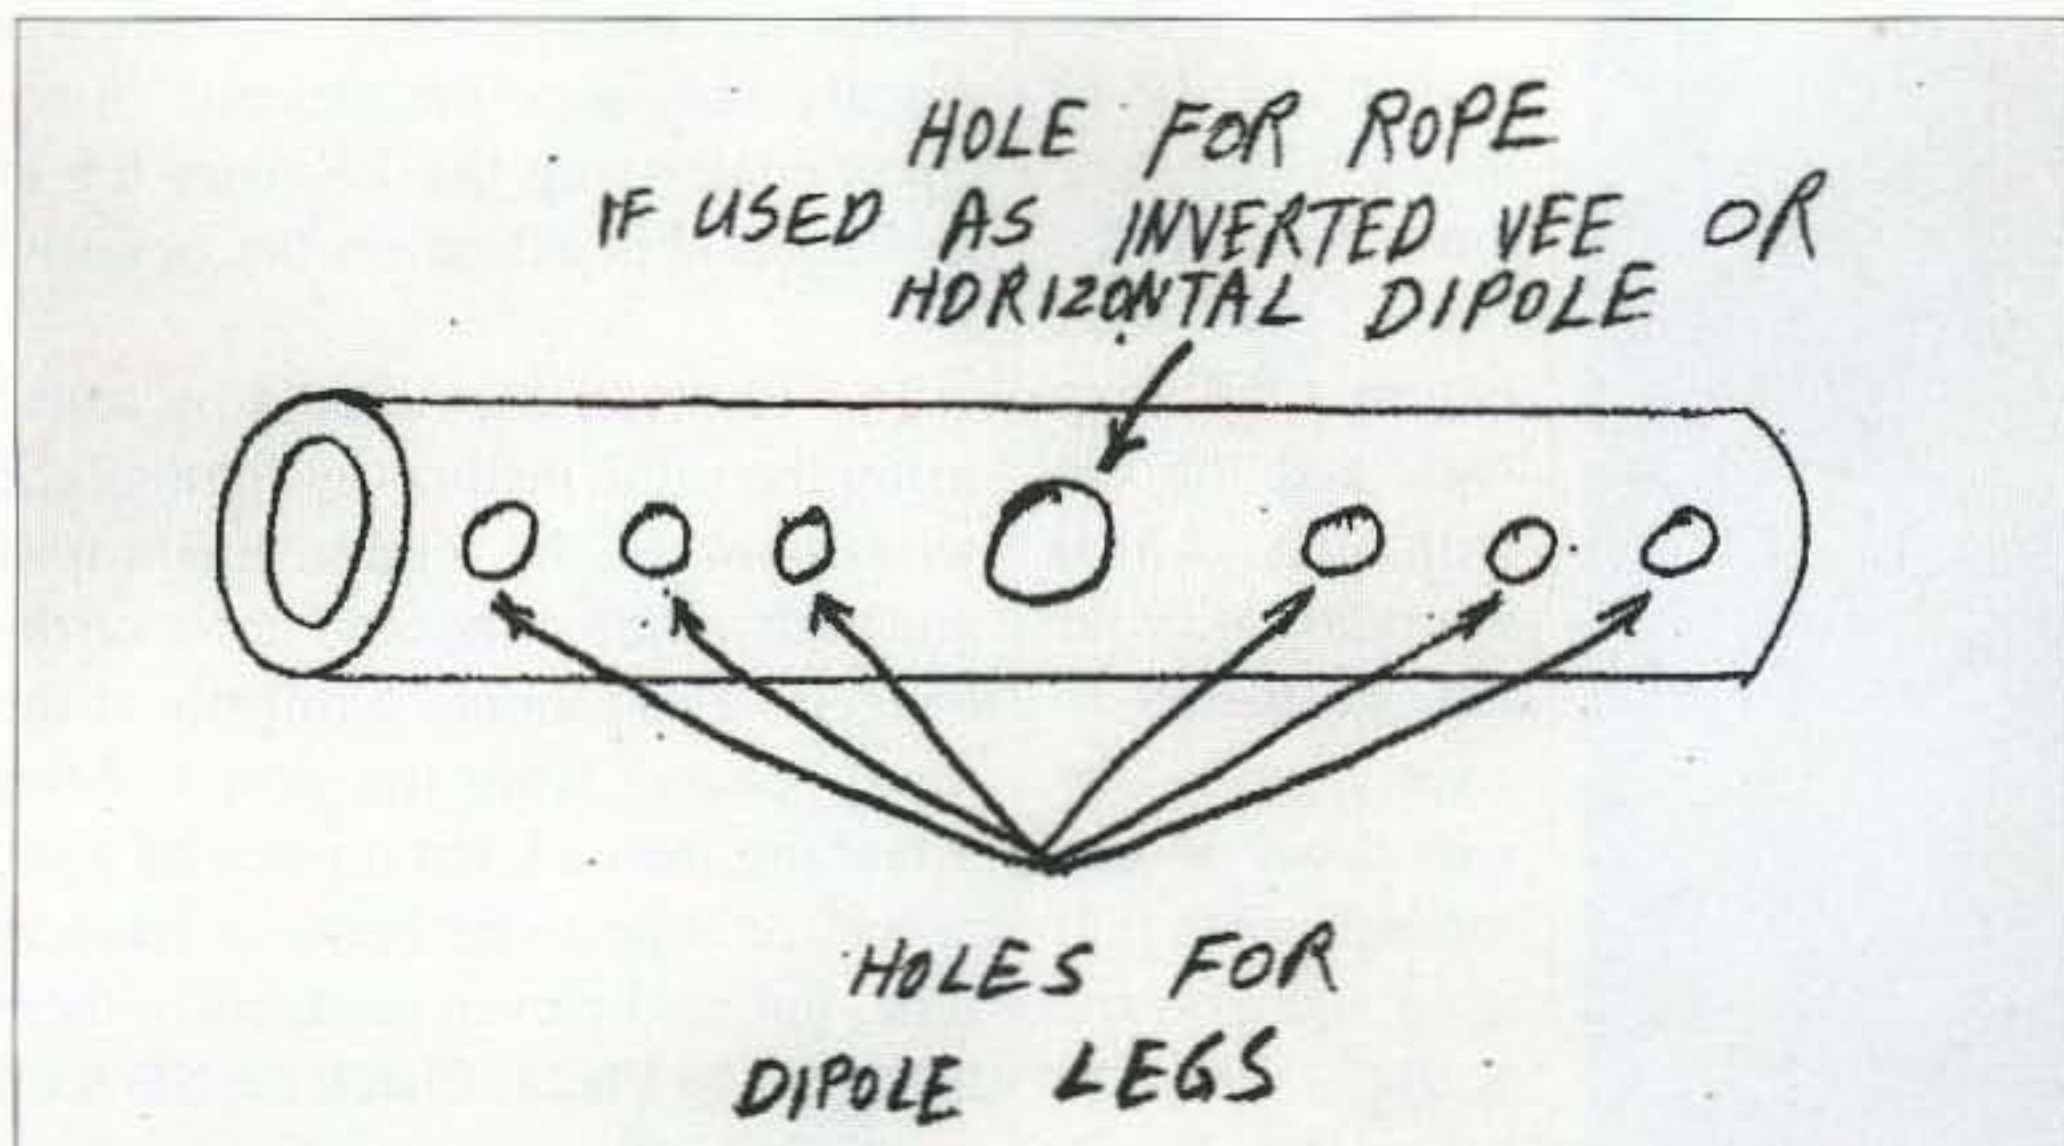 HOLE FOR ROPE
IF USED AS INVERTED VEE OR
HORIZONTAL DIPOLE
HOLES FOR
DIPOLE LEGS